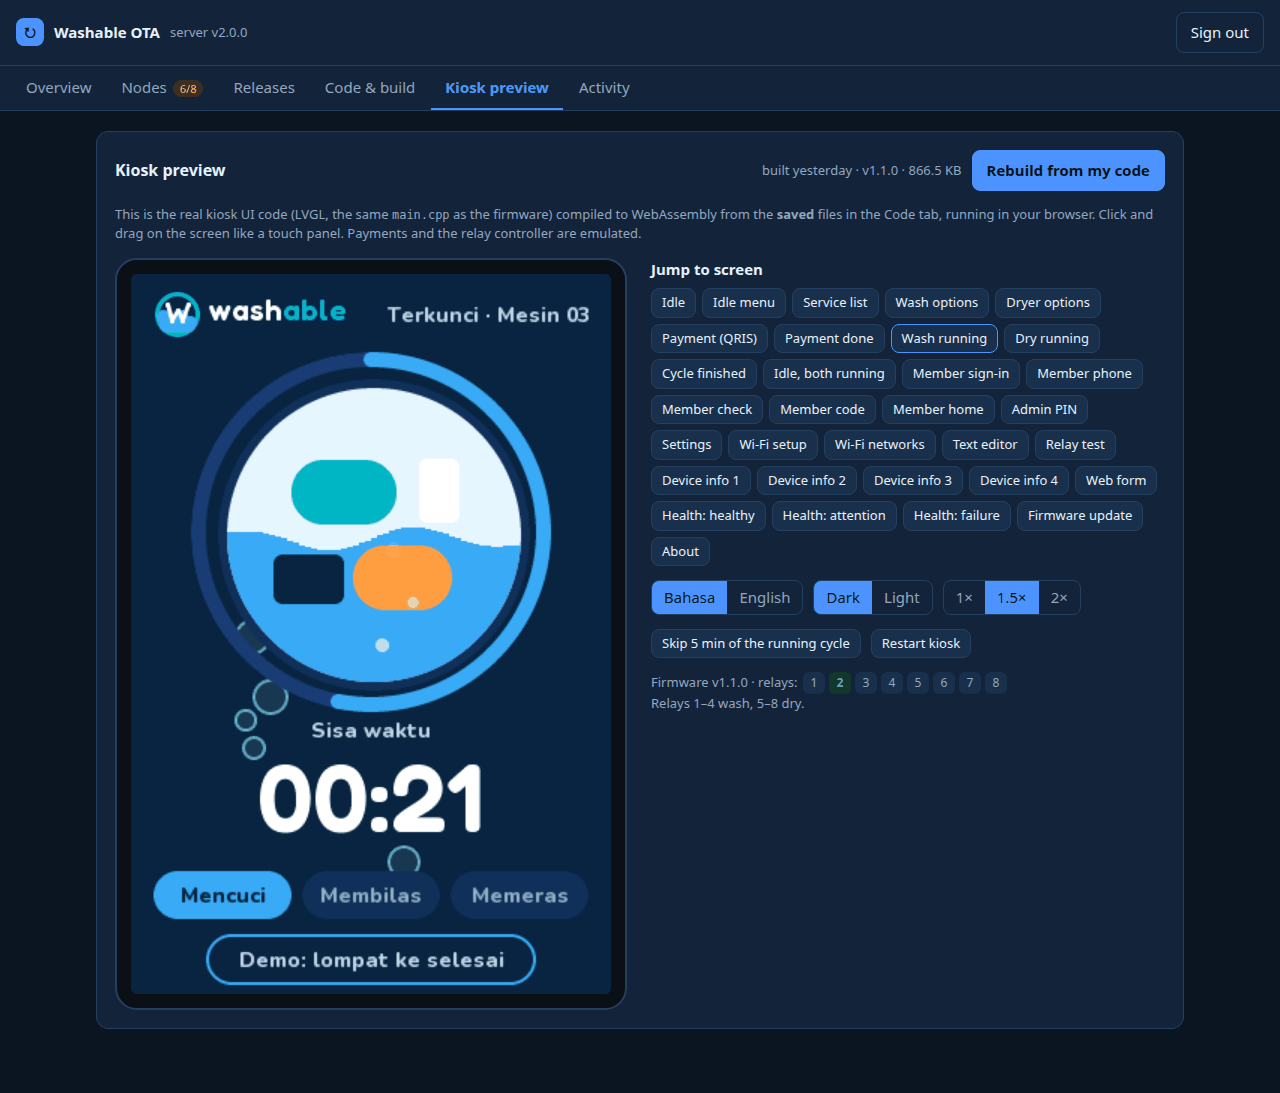 Washable OTA server v2.0.0
Sign out
Overview Nodes 6/8 Releases Code & build Kiosk preview Activity
Kiosk preview
built yesterday · v1.1.0 · 866.5 KB
Rebuild from my code
This is the real kiosk UI code (LVGL, the same main.cpp as the firmware) compiled to WebAssembly from the saved files in the Code tab, running in your browser. Click and
drag on the screen like a touch panel. Payments and the relay controller are emulated.
washable
Terkunci · Mesin 03
Sisa waktu
00:21
Mencuci Membilas Memeras
Demo: lompat ke selesai
Jump to screen
Idle Idle menu Service list Wash options Dryer options
Payment (QRIS) Payment done Wash running Dry running
Cycle finished Idle, both running Member sign-in Member phone
Member check Member code Member home Admin PIN
Settings Wi-Fi setup Wi-Fi networks Text editor Relay test
Device info 1 Device info 2 Device info 3 Device info 4 Web form
Health: healthy Health: attention Health: failure Firmware update
About
Bahasa English Dark Light 1× 1.5× 2×
Skip 5 min of the running cycle Restart kiosk
Firmware v1.1.0 · relays: 1 2 3 4 5 6 7 8
Relays 1–4 wash, 5–8 dry.